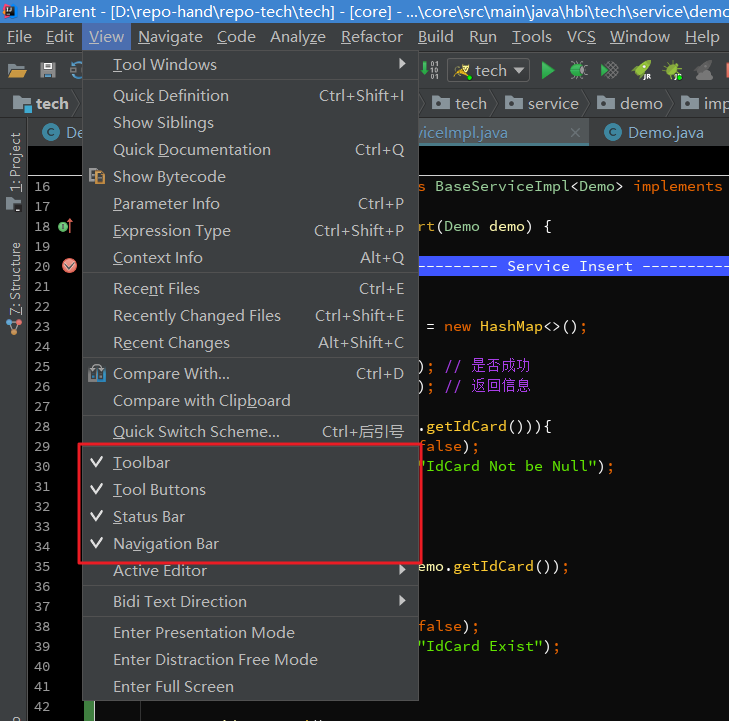 HbiParent - [D:\repo-hand\repo-tech\tech] - [core] - ...\core\src\main\java\hbi\tech\service\demo
File Edit View Navigate Code Analyze Refactor Build Run Tools VCS Window Help
tech
tech service demo imp
De
viceImpl.java
Demo.java
1: Project
Z: Structure
Tool Windows
Quick Definition Ctrl+Shift+I
Show Siblings
Quick Documentation Ctrl+Q
Show Bytecode
Parameter Info Ctrl+P
Expression Type Ctrl+Shift+P
Context Info Alt+Q
Recent Files Ctrl+E
Recently Changed Files Ctrl+Shift+E
Recent Changes Alt+Shift+C
Compare With... Ctrl+D
Compare with Clipboard
Quick Switch Scheme... Ctrl+后引号
Toolbar
Tool Buttons
Status Bar
Navigation Bar
Active Editor
Bidi Text Direction
Enter Presentation Mode
Enter Distraction Free Mode
Enter Full Screen
16 s BaseServiceImpl<Demo> implements
17
18 rt(Demo demo) {
19
20 --------- Service Insert ----------
21
22
23 = new HashMap<>();
24
25 ); // 是否成功
26 ); // 返回信息
27
28 .getIdCard())){
29 false);
30 "IdCard Not be Null");
31
32
33
34
35 emo.getIdCard());
36
37
38 false);
39 "IdCard Exist");
40
41
42